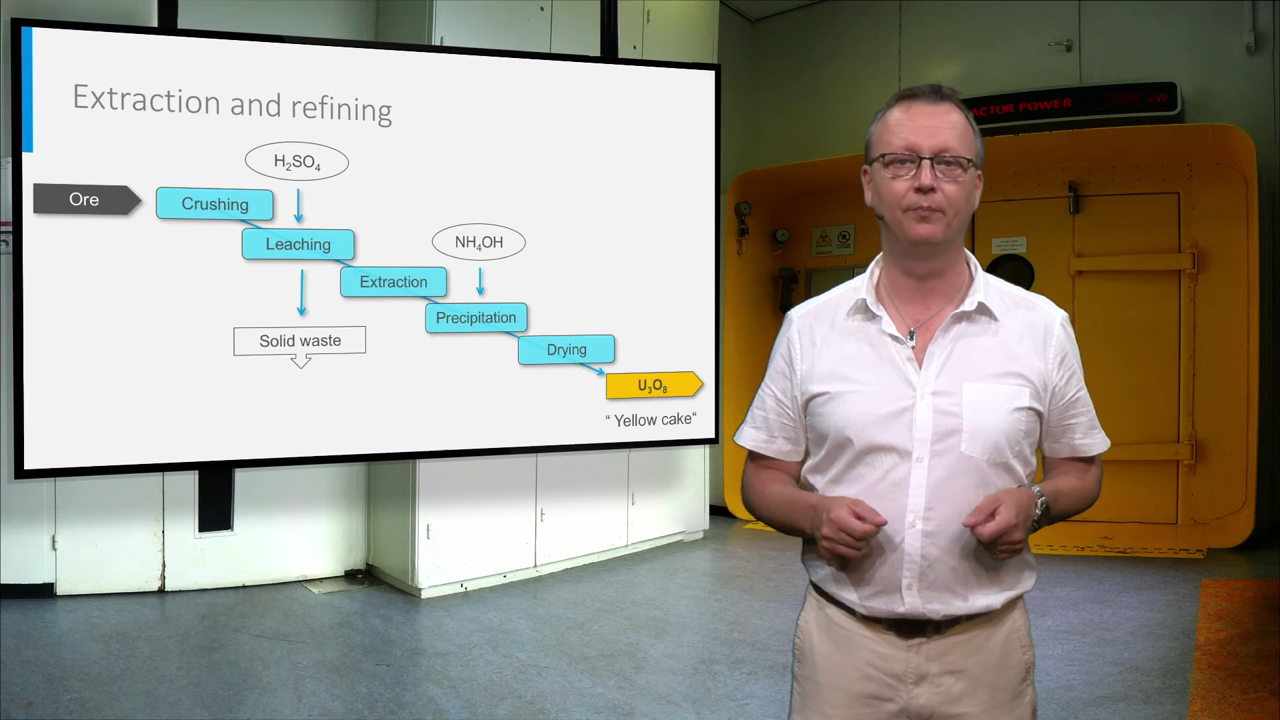 Extraction and refining
H₂SO₄
Ore
Crushing
Leaching
NH₄OH
Extraction
Precipitation
Solid waste
Drying
U₃O₈
“ Yellow cake“
ACTOR POWER